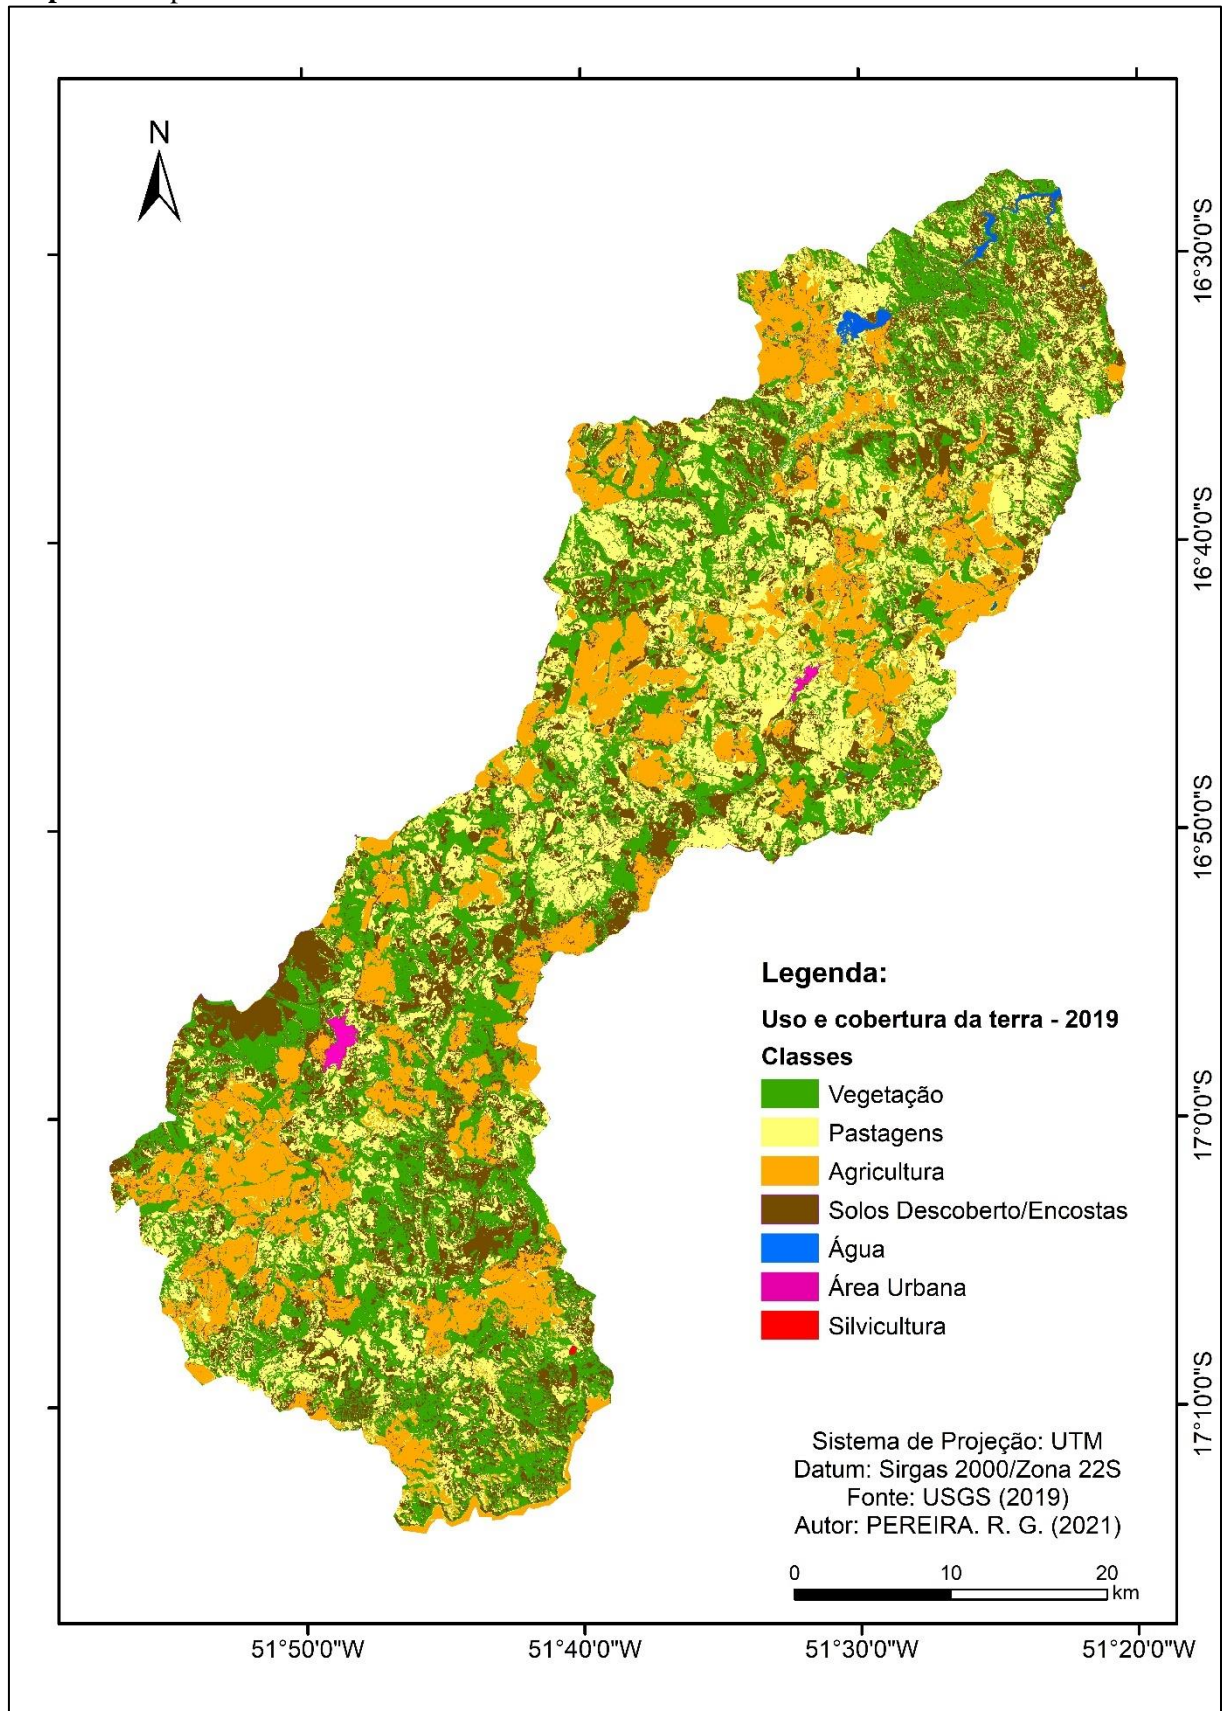 N
16°30'0"S
16°40'0"S
16°50'0"S
17°0'0"S
17°10'0"S
Legenda:
Uso e cobertura da terra - 2019
Classes
Vegetação
Pastagens
Agricultura
Solos Descoberto/Encostas
Água
Área Urbana
Silvicultura
Sistema de Projeção: UTM
Datum: Sirgas 2000/Zona 22S
Fonte: USGS (2019)
Autor: PEREIRA. R. G. (2021)
0 10 20
km
51°50'0"W 51°40'0"W 51°30'0"W 51°20'0"W